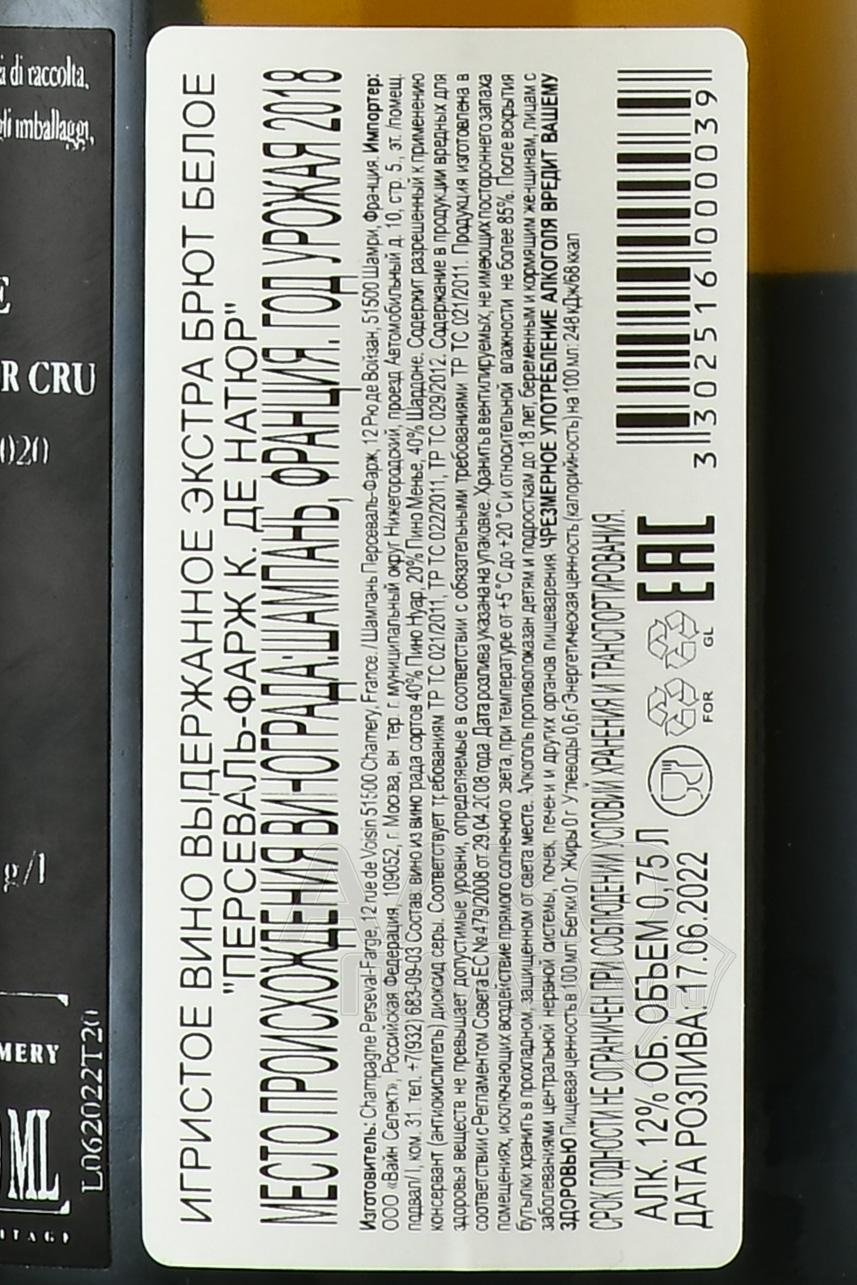 di raccolta,
imballaggi,
R CRU
g/l
MERY
ML
L062022T20
ИГРИСТОЕ ВИНО ВЫДЕРЖАННОЕ ЭКСТРА БРЮТ БЕЛОЕ
"ПЕРСЕВАЛЬ-ФАРЖ К. ДЕ НАТЮР"
МЕСТО ПРОИСХОЖДЕНИЯ ВИНОГРАДА:ШАМПАНЬ, ФРАНЦИЯ. ГОД УРОЖАЯ 2018
Изготовитель: Champagne Perseval-Farge, 12 rue de Voisin 51500 Chamery, France. / Шампань Персеваль-Фарж, 12 Рю де Войзан, 51500 Шамри, Франция. Импортер:
ООО «Вайн Селект», Российская Федерация, 109052, г. Москва, вн. тер. г. муниципальный округ Нижегородский, проезд Автомобильный д. 10, стр. 5., эт. /помещ.
подвал/I, ком. 31. тел. +7(932) 683-09-03 Состав: вино из винограда сортов 40% Пино Нуар, 20% Пино Менье, 40% Шардоне. Содержит разрешенный к применению
консервант (антиокислитель) диоксид серы. Соответствует требованиям ТР ТС 021/2011, ТР ТС 022/2011, ТР ТС 029/2012. Содержание в продукции вредных для
здоровья веществ не превышает допустимые уровни, определяемые в соответствии с обязательными требованиями ТР ТС 021/2011. Продукция изготовлена в
соответствии с Регламентом Совета ЕС № 479/2008 от 29.04.2008 года. Дата розлива указана на упаковке. Хранить в вентилируемых, не имеющих постороннего запаха
помещениях, исключающих воздействие прямого солнечного света, при температуре от +5 °С до +20 °С и относительной влажности не более 85%. После вскрытия
бутылки хранить в прохладном, защищенном от света месте. Алкоголь противопоказан детям и подросткам до 18 лет, беременным и кормящим женщинам, лицам с
заболеваниями центральной нервной системы, почек, печени и других органов пищеварения. ЧРЕЗМЕРНОЕ УПОТРЕБЛЕНИЕ АЛКОГОЛЯ ВРЕДИТ ВАШЕМУ
ЗДОРОВЬЮ Пищевая ценность в 100 мл: Белки 0 г Жиры 0 г Углеводы 0,6 г Энергетическая ценность (калорийность) на 100 мл: 248 кДж/68 ккал
СРОК ГОДНОСТИ НЕ ОГРАНИЧЕН ПРИ СОБЛЮДЕНИИ УСЛОВИЙ ХРАНЕНИЯ И ТРАНСПОРТИРОВАНИЯ.
АЛК. 12% ОБ. ОБЪЕМ 0,75 Л
ДАТА РОЗЛИВА: 17.06.2022
FOR
GL
EAC
3 302516 000039